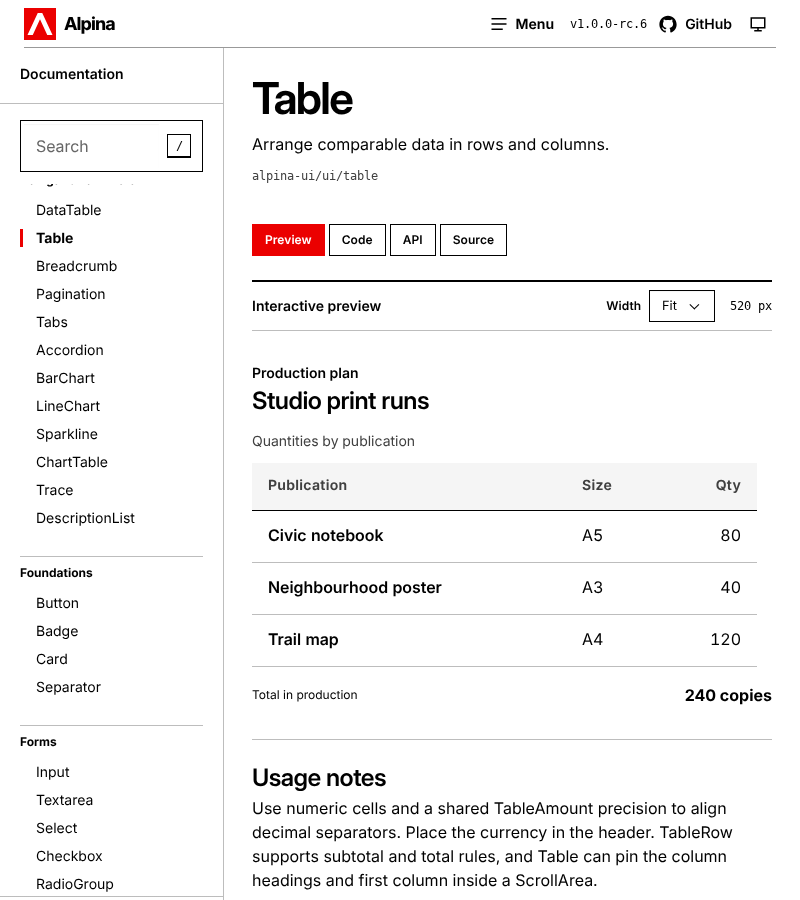 Alpina
Menu
v1.0.0-rc.6
GitHub
Documentation
Search
/
DataTable
Table
Breadcrumb
Pagination
Tabs
Accordion
BarChart
LineChart
Sparkline
ChartTable
Trace
DescriptionList
Foundations
Button
Badge
Card
Separator
Forms
Input
Textarea
Select
Checkbox
RadioGroup
Table
Arrange comparable data in rows and columns.
alpina-ui/ui/table
Preview Code API Source
Interactive preview Width Fit 520 px
Production plan
Studio print runs
Quantities by publication
Publication Size Qty
Civic notebook A5 80
Neighbourhood poster A3 40
Trail map A4 120
Total in production 240 copies
Usage notes
Use numeric cells and a shared TableAmount precision to align
decimal separators. Place the currency in the header. TableRow
supports subtotal and total rules, and Table can pin the column
headings and first column inside a ScrollArea.